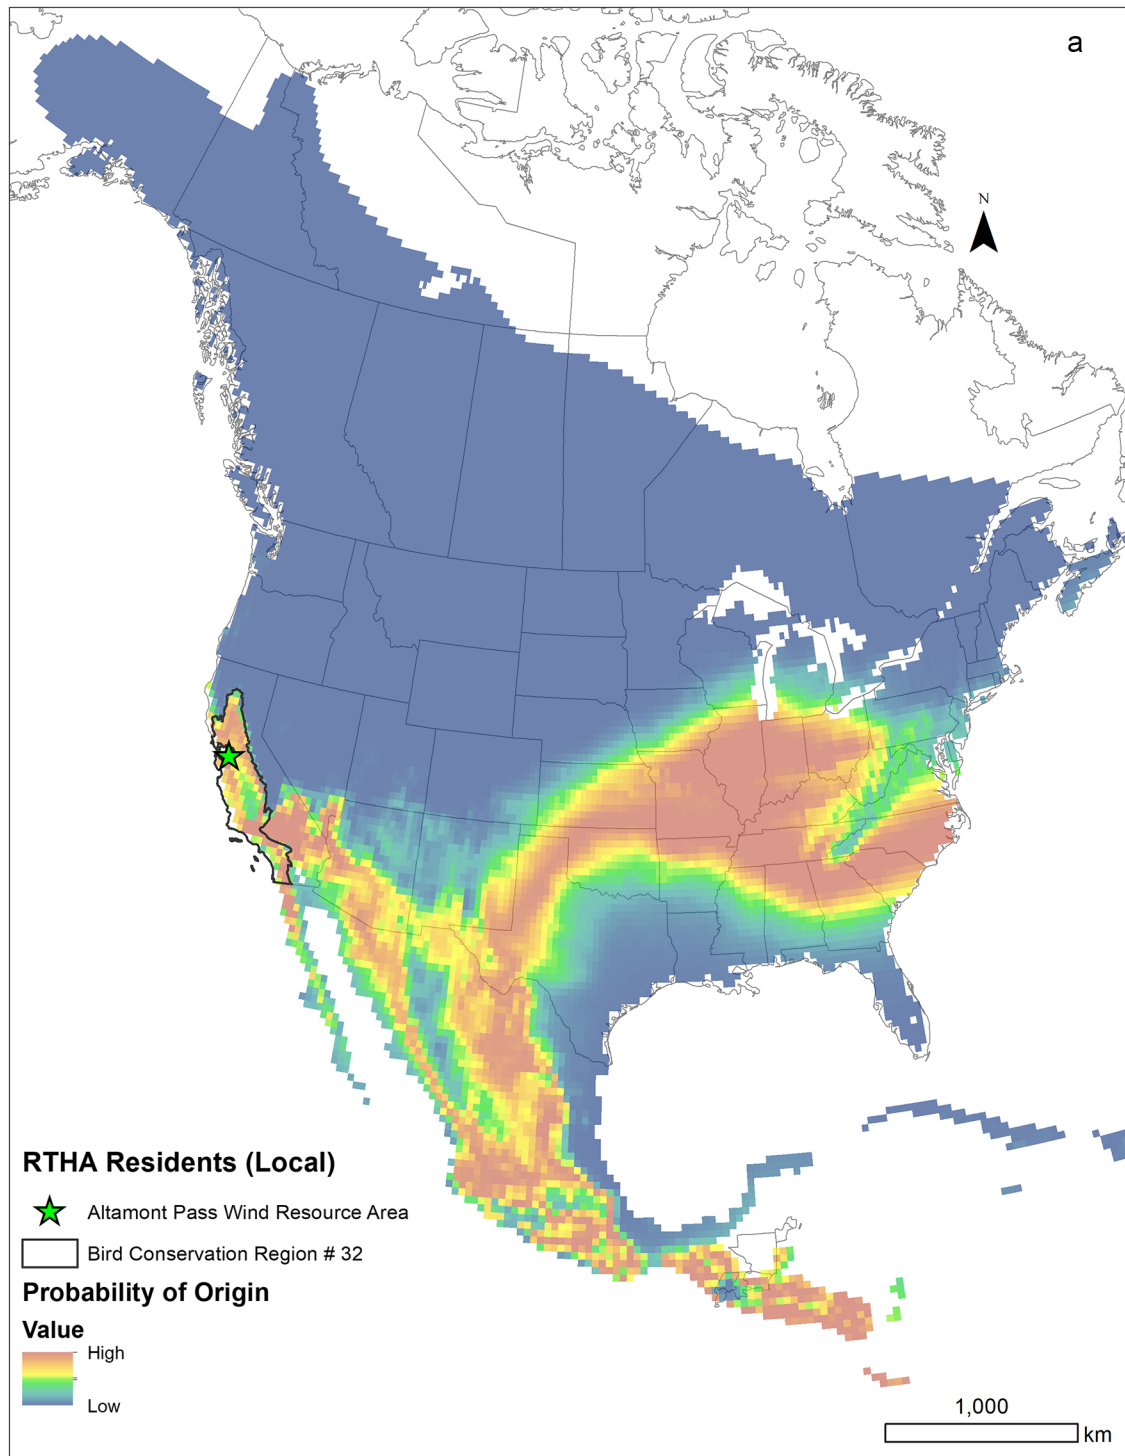 a
N
RTHA Residents (Local)
Altamont Pass Wind Resource Area
Bird Conservation Region # 32
Probability of Origin
Value
High
Low
1,000
km